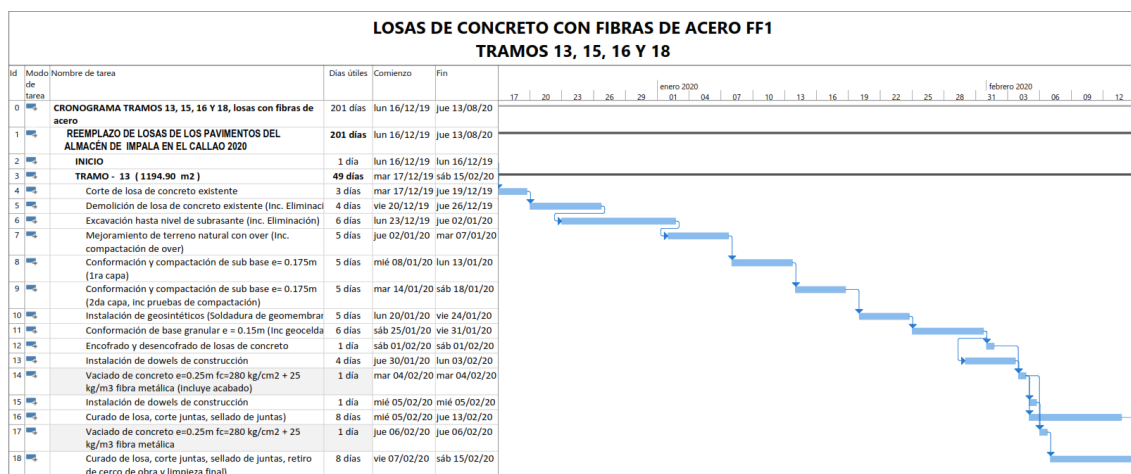 LOSAS DE CONCRETO CON FIBRAS DE ACERO FF1
TRAMOS 13, 15, 16 Y 18
Id Modo de tarea Nombre de tarea Días útiles Comienzo Fin
enero 2020 febrero 2020
17 20 23 26 29 01 04 07 10 13 16 19 22 25 28 31 03 06 09 12
0 CRONOGRAMA TRAMOS 13, 15, 16 Y 18, losas con fibras de 201 días lun 16/12/19 jue 13/08/20
acero
1 REEMPLAZO DE LOSAS DE LOS PAVIMENTOS DEL 201 días lun 16/12/19 jue 13/08/20
ALMACÉN DE IMPALA EN EL CALLAO 2020
2 INICIO 1 día lun 16/12/19 lun 16/12/19
3 TRAMO - 13 ( 1194.90 m2 ) 49 días mar 17/12/19 sáb 15/02/20
4 Corte de losa de concreto existente 3 días mar 17/12/19 jue 19/12/19
5 Demolición de losa de concreto existente (Inc. Eliminaci 4 días vie 20/12/19 jue 26/12/19
6 Excavación hasta nivel de subrasante (inc. Eliminación) 6 días lun 23/12/19 jue 02/01/20
7 Mejoramiento de terreno natural con over (Inc. 5 días jue 02/01/20 mar 07/01/20
compactación de over)
8 Conformación y compactación de sub base e= 0.175m 5 días mié 08/01/20 lun 13/01/20
(1ra capa)
9 Conformación y compactación de sub base e= 0.175m 5 días mar 14/01/20 sáb 18/01/20
(2da capa, inc pruebas de compactación)
10 Instalación de geosintéticos (Soldadura de geomembrar 5 días lun 20/01/20 vie 24/01/20
11 Conformación de base granular e = 0.15m (Inc geocelda 6 días sáb 25/01/20 vie 31/01/20
12 Encofrado y desencofrado de losas de concreto 1 día sáb 01/02/20 sáb 01/02/20
13 Instalación de dowels de construcción 4 días jue 30/01/20 lun 03/02/20
14 Vaciado de concreto e=0.25m fc=280 kg/cm2 + 25 1 día mar 04/02/20 mar 04/02/20
kg/m3 fibra metálica (incluye acabado)
15 Instalación de dowels de construcción 1 día mié 05/02/20 mié 05/02/20
16 Curado de losa, corte juntas, sellado de juntas) 8 días mié 05/02/20 jue 13/02/20
17 Vaciado de concreto e=0.25m fc=280 kg/cm2 + 25 1 día jue 06/02/20 jue 06/02/20
kg/m3 fibra metálica
18 Curado de losa, corte juntas, sellado de juntas, retiro 8 días vie 07/02/20 sáb 15/02/20
de cerco de obra y limpieza final)